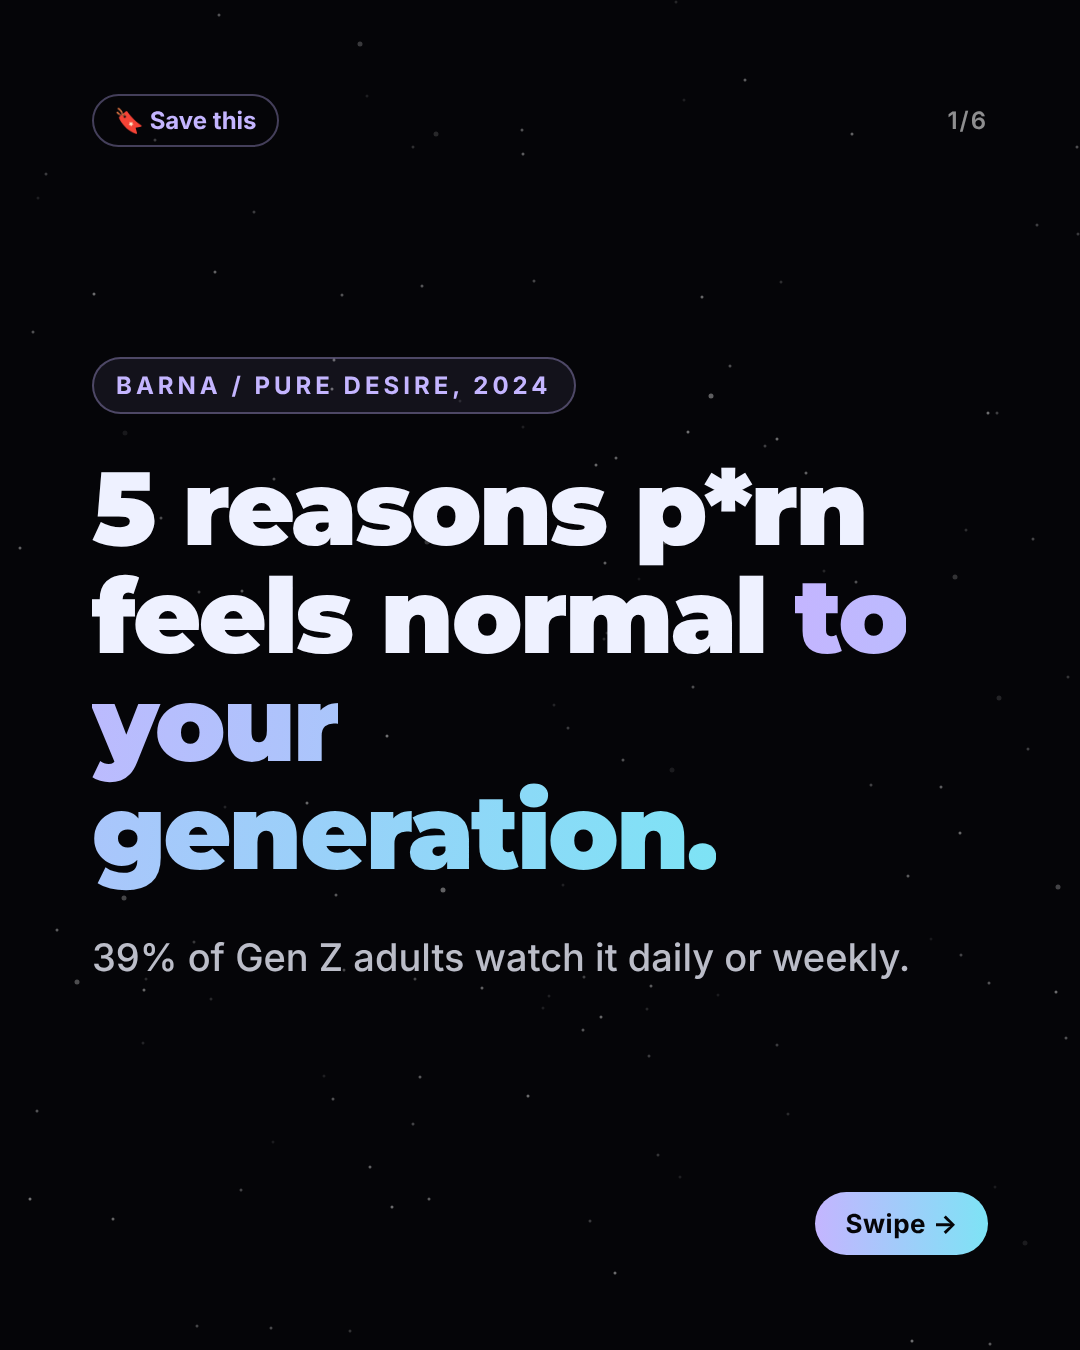 🔖 Save this
1/6
BARNA / PURE DESIRE, 2024
5 reasons p*rn
feels normal to
your
generation.
39% of Gen Z adults watch it daily or weekly.
Swipe →